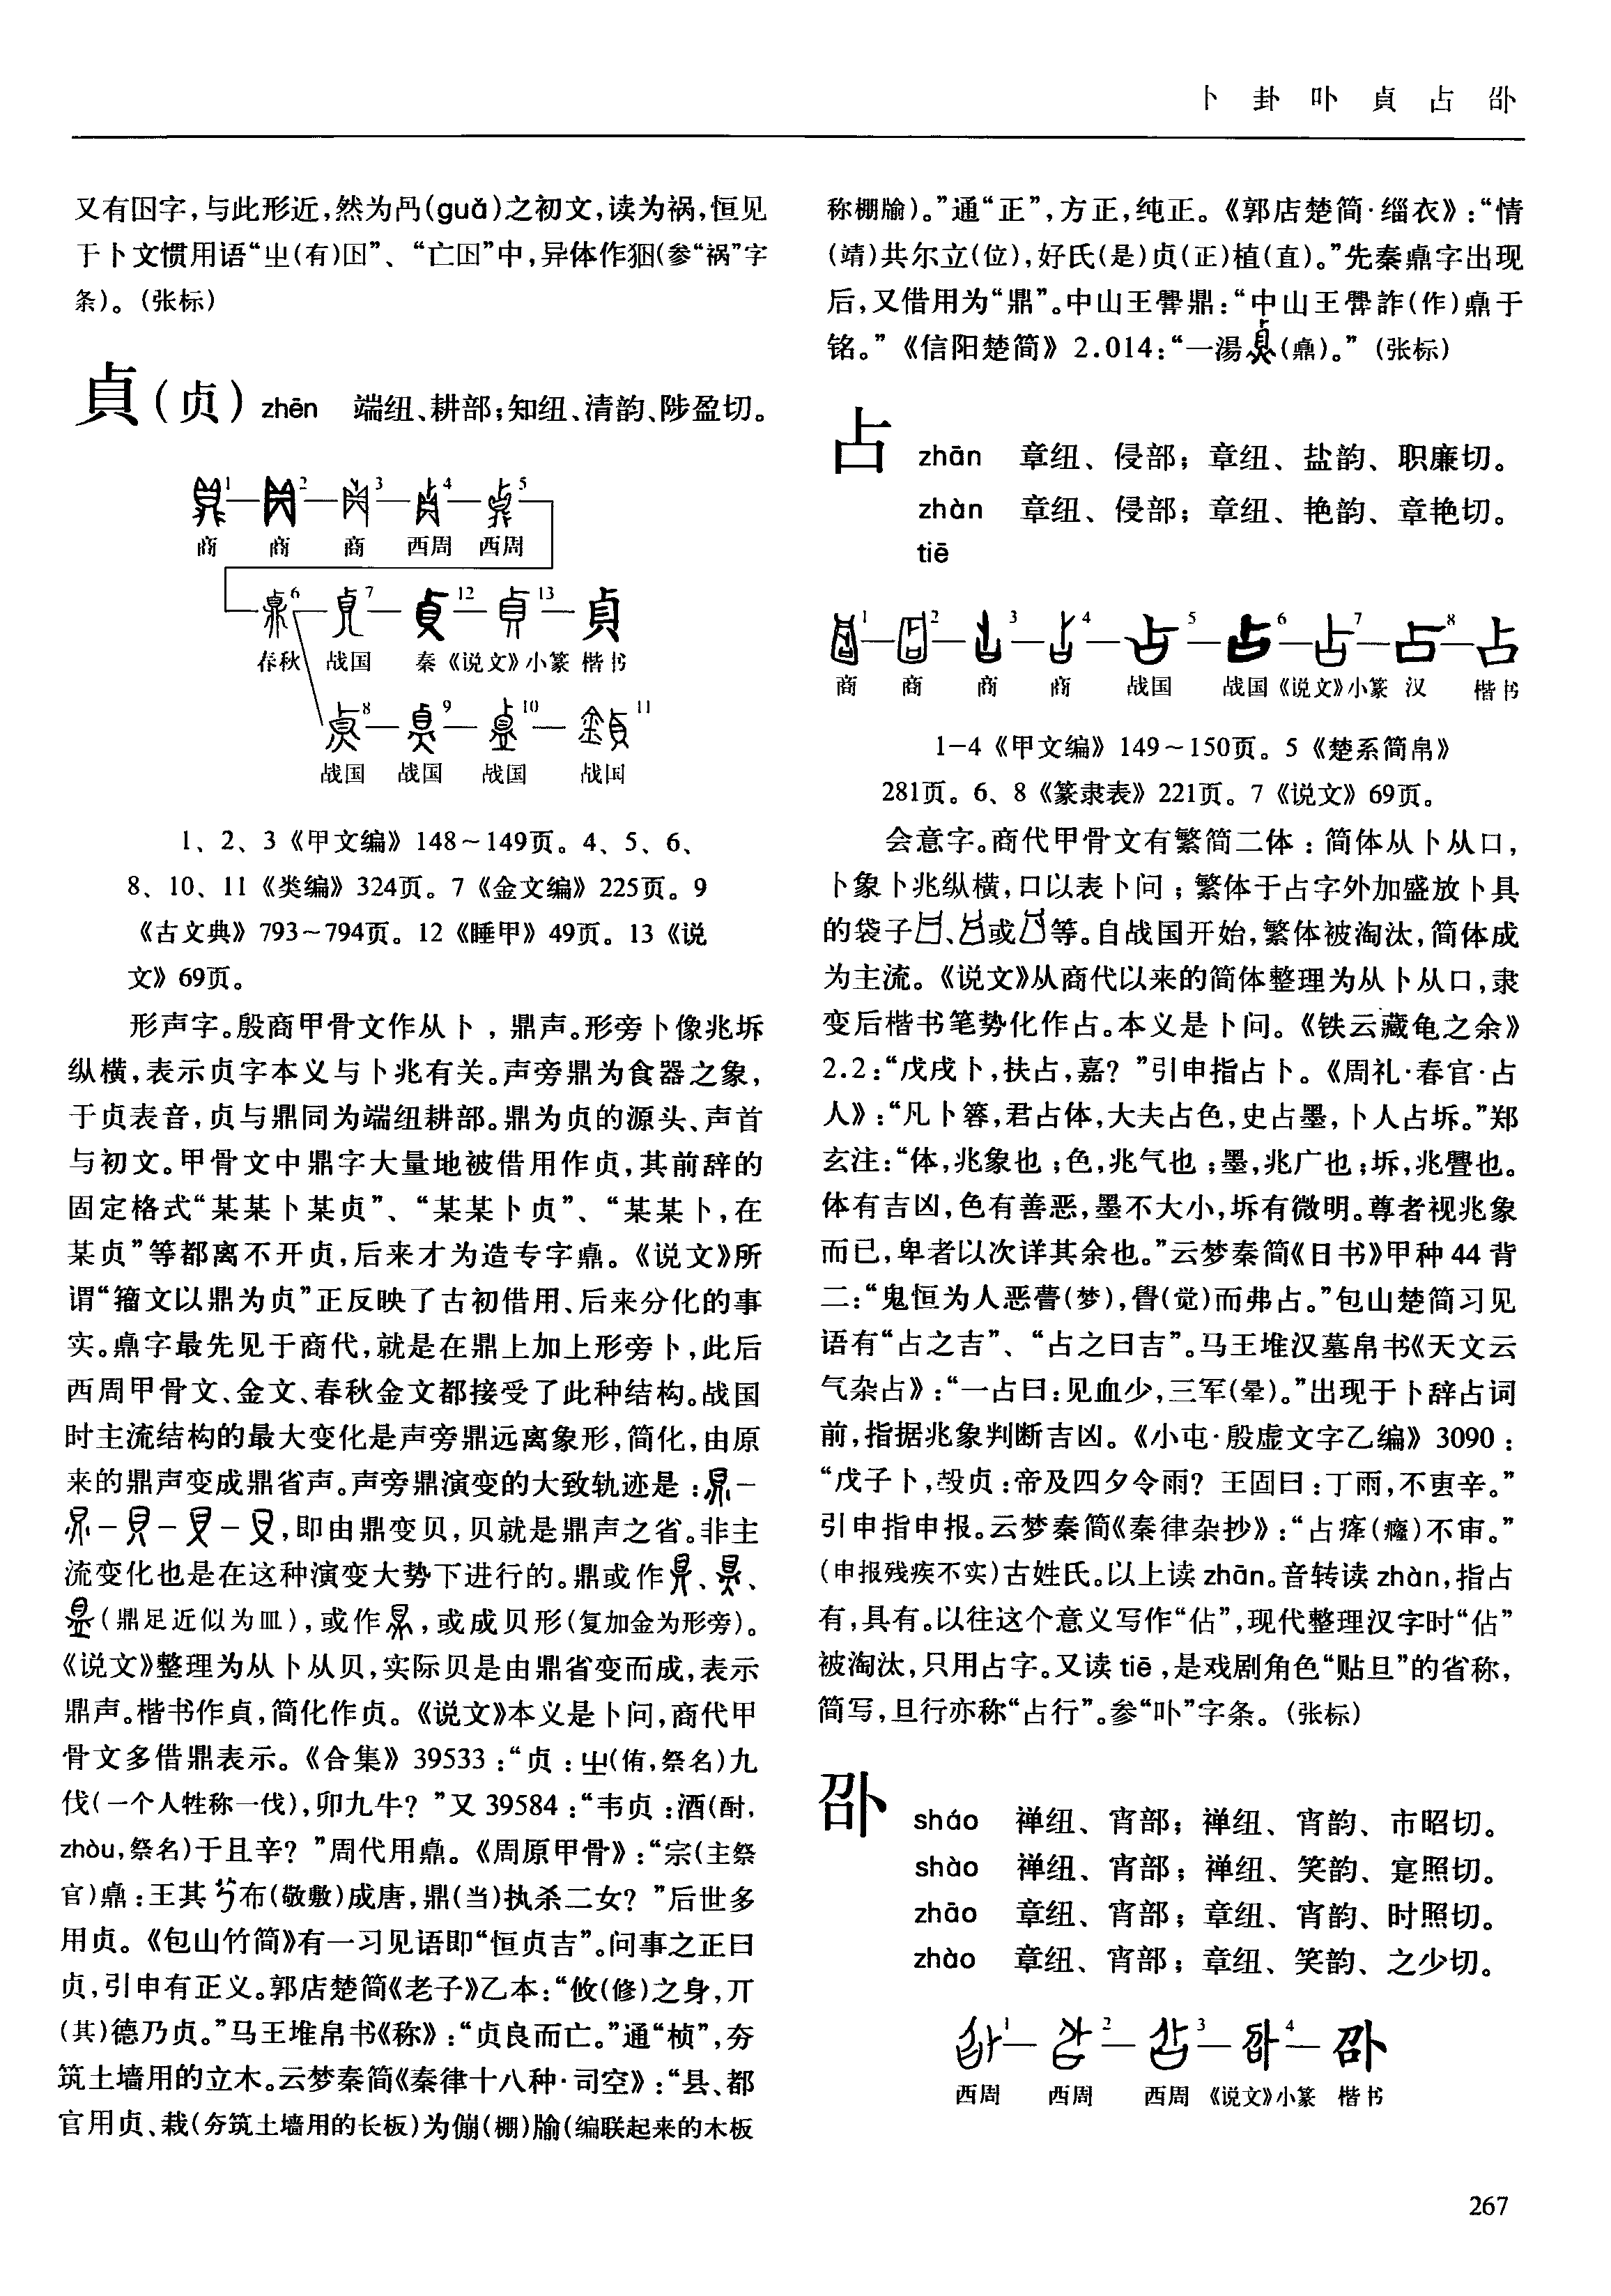 卜 卦 卟 貞 占 卲
又有囗字，与此形近，然为冎(guǎ)之初文，读为祸，恒见
于卜文惯用语“㞢(有)”、“亡”中，异体作(参“祸”字
条)。(张标)
貞(贞) zhēn 端纽、耕部；知纽、清韵、陟盈切。
1 2 3 4 5
商 商 商 西周 西周
6 7 12 13 貞
春秋 战国 秦 《说文》小篆 楷书
8 9 10 11
战国 战国 战国 战国
1、2、3《甲文编》148～149页。4、5、6、
8、10、11《类编》324页。7《金文编》225页。9
《古文典》793～794页。12《睡甲》49页。13《说
文》69页。
形声字。殷商甲骨文作从卜，鼎声。形旁卜像兆坼
纵横，表示贞字本义与卜兆有关。声旁鼎为食器之象，
于贞表音，贞与鼎同为端纽耕部。鼎为贞的源头、声首
与初文。甲骨文中鼎字大量地被借用作贞，其前辞的
固定格式“某某卜某贞”、“某某卜贞”、“某某卜，在
某贞”等都离不开贞，后来才为造专字鼑。《说文》所
谓“籀文以鼎为贞”正反映了古初借用、后来分化的事
实。鼑字最先见于商代，就是在鼎上加上形旁卜，此后
西周甲骨文、金文、春秋金文都接受了此种结构。战国
时主流结构的最大变化是声旁鼎远离象形，简化，由原
来的鼎声变成鼎省声。声旁鼎演变的大致轨迹是：－
－－－，即由鼎变贝，贝就是鼎声之省。非主
流变化也是在这种演变大势下进行的。鼎或作、、
(鼎足近似为皿)，或作，或成贝形(复加金为形旁)。
《说文》整理为从卜从贝，实际贝是由鼎省变而成，表示
鼎声。楷书作貞，简化作贞。《说文》本义是卜问，商代甲
骨文多借鼎表示。《合集》39533：“贞：㞢(侑，祭名)九
伐(一个人牲称一伐)，卯九牛？”又39584：“韦贞：酒(酎，
zhòu，祭名)于且辛？”周代用鼑。《周原甲骨》：“宗(主祭
官)鼑：王其布(敬敷)成唐，鼎(当)执杀二女？”后世多
用贞。《包山竹简》有一习见语即“恒贞吉”。问事之正曰
贞，引申有正义。郭店楚简《老子》乙本：“攸(修)之身，丌
(其)德乃贞。”马王堆帛书《称》：“贞良而亡。”通“桢”，夯
筑土墙用的立木。云梦秦简《秦律十八种·司空》：“县、都
官用贞、栽(夯筑土墙用的长板)为傰(棚)牏(编联起来的木板
称棚牏)。”通“正”，方正，纯正。《郭店楚简·缁衣》：“情
(靖)共尔立(位)，好氏(是)贞(正)植(直)。”先秦鼑字出现
后，又借用为“鼎”。中山王䁑鼎：“中山王䁑詐(作)鼑于
铭。”《信阳楚简》2.014：“一湯(鼎)。”(张标)
占 zhān 章纽、侵部；章纽、盐韵、职廉切。
zhàn 章纽、侵部；章纽、艳韵、章艳切。
tiē
1 2 3 4 5 6 7 8 占
商 商 商 商 战国 战国 《说文》小篆 汉 楷书
1－4《甲文编》149～150页。5《楚系简帛》
281页。6、8《篆隶表》221页。7《说文》69页。
会意字。商代甲骨文有繁简二体：简体从卜从口，
卜象卜兆纵横，口以表卜问；繁体于占字外加盛放卜具
的袋子、或等。自战国开始，繁体被淘汰，简体成
为主流。《说文》从商代以来的简体整理为从卜从口，隶
变后楷书笔势化作占。本义是卜问。《铁云藏龟之余》
2.2：“戊戌卜，扶占，嘉？”引申指占卜。《周礼·春官·占
人》：“凡卜簭，君占体，大夫占色，史占墨，卜人占坼。”郑
玄注：“体，兆象也；色，兆气也；墨，兆广也；坼，兆璺也。
体有吉凶，色有善恶，墨不大小，坼有微明。尊者视兆象
而已，卑者以次详其余也。”云梦秦简《日书》甲种44背
二：“鬼恒为人恶瞢(梦)，觷(觉)而弗占。”包山楚简习见
语有“占之吉”、“占之曰吉”。马王堆汉墓帛书《天文云
气杂占》：“一占曰：见血少，三军(晕)。”出现于卜辞占词
前，指据兆象判断吉凶。《小屯·殷虚文字乙编》3090：
“戊子卜，㱿贞：帝及四夕令雨？王固曰：丁雨，不叀辛。”
引申指申报。云梦秦简《秦律杂抄》：“占㾊(癃)不审。”
(申报残疾不实)古姓氏。以上读zhān。音转读zhàn，指占
有，具有。以往这个意义写作“佔”，现代整理汉字时“佔”
被淘汰，只用占字。又读tiē，是戏剧角色“贴旦”的省称，
简写，旦行亦称“占行”。参“卟”字条。(张标)
卲 sháo 禅纽、宵部；禅纽、宵韵、市昭切。
shào 禅纽、宵部；禅纽、笑韵、寔照切。
zhāo 章纽、宵部；章纽、宵韵、时照切。
zhào 章纽、宵部；章纽、笑韵、之少切。
1 2 3 4
西周 西周 西周 《说文》小篆 楷书
267